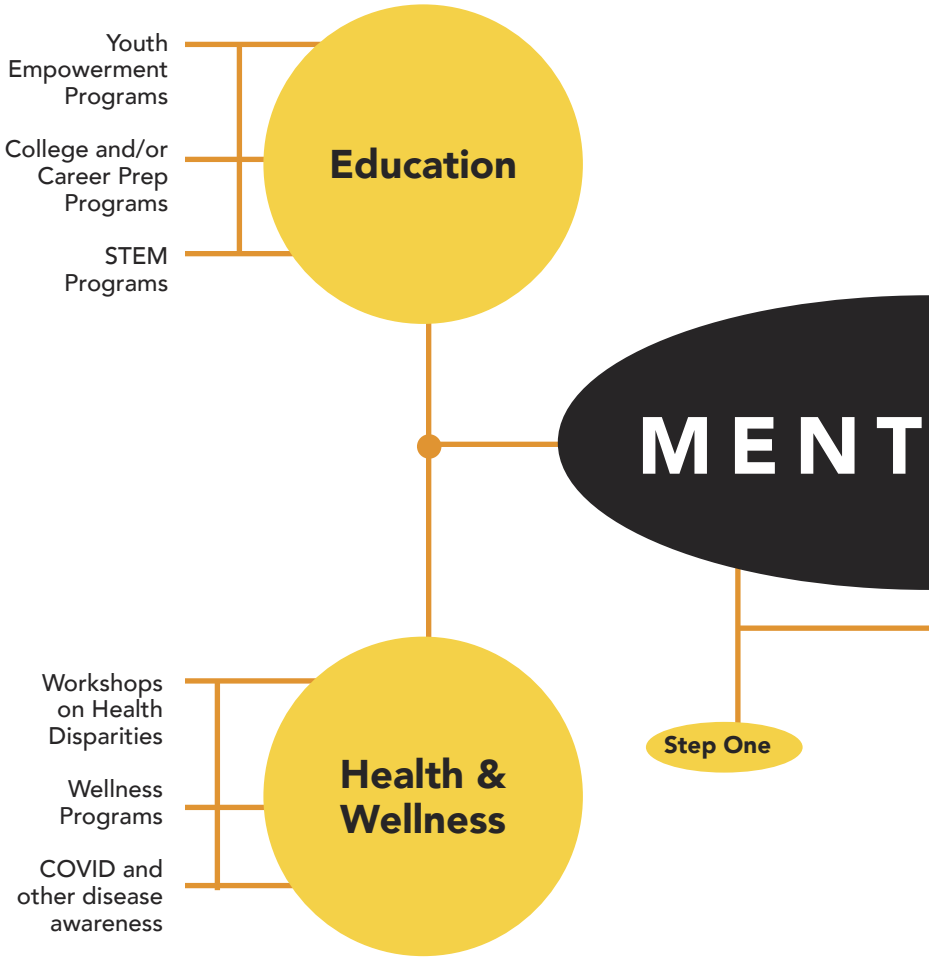 Youth
Empowerment
Programs
College and/or
Career Prep
Programs
STEM
Programs
Education
MENT
Workshops
on Health
Disparities
Wellness
Programs
COVID and
other disease
awareness
Health &
Wellness
Step One